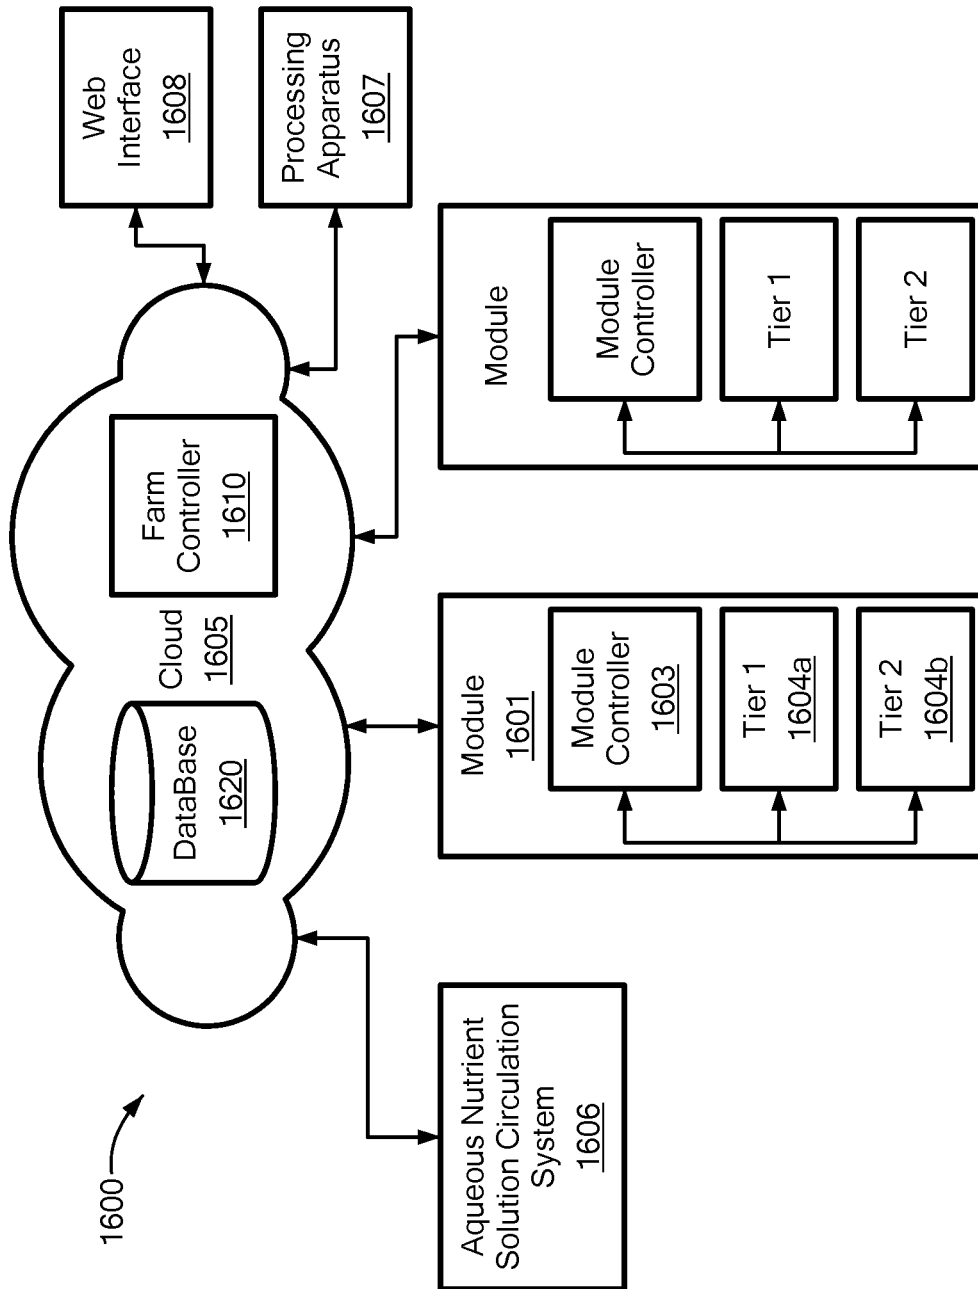 1600
DataBase
1620
Cloud
1605
Farm
Controller
1610
Web
Interface
1608
Processing
Apparatus
1607
Aqueous Nutrient
Solution Circulation
System
1606
Module
1601
Module
Controller
1603
Tier 1
1604a
Tier 2
1604b
Module
Module
Controller
Tier 1
Tier 2